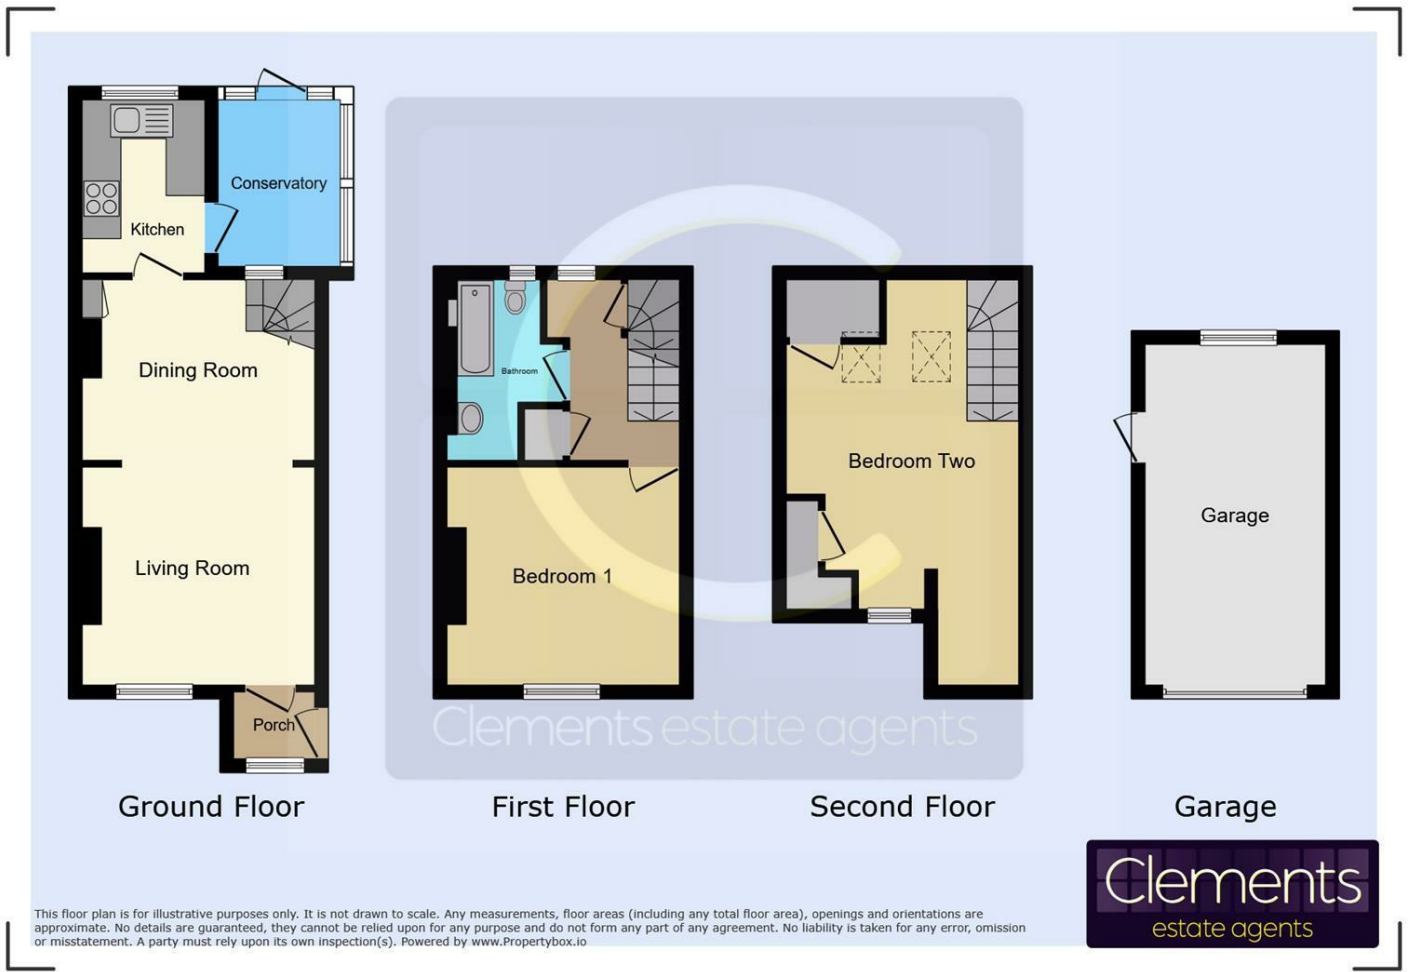 Conservatory
Kitchen
Dining Room
Living Room
Porch
Ground Floor
Bathroom
Bedroom 1
First Floor
Bedroom Two
Second Floor
Garage
Garage
Clements estate agents
Clements
estate agents
This floor plan is for illustrative purposes only. It is not drawn to scale. Any measurements, floor areas (including any total floor area), openings and orientations are
approximate. No details are guaranteed, they cannot be relied upon for any purpose and do not form any part of any agreement. No liability is taken for any error, omission
or misstatement. A party must rely upon its own inspection(s). Powered by www.Propertybox.io